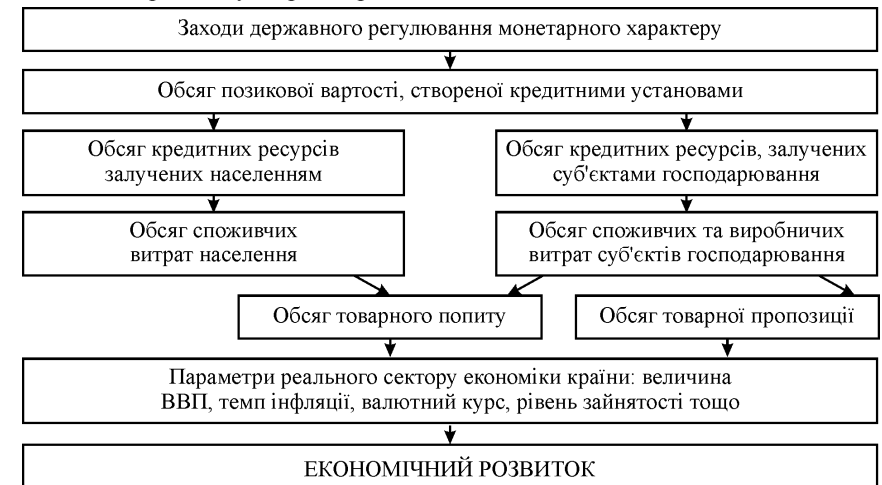 Заходи державного регулювання монетарного характеру
Обсяг позикової вартості, створеної кредитними установами
Обсяг кредитних ресурсів
залучених населенням
Обсяг кредитних ресурсів, залучених
суб'єктами господарювання
Обсяг споживчих
витрат населення
Обсяг споживчих та виробничих
витрат суб'єктів господарювання
Обсяг товарного попиту
Обсяг товарної пропозиції
Параметри реального сектору економіки країни: величина
ВВП, темп інфляції, валютний курс, рівень зайнятості тощо
ЕКОНОМІЧНИЙ РОЗВИТОК